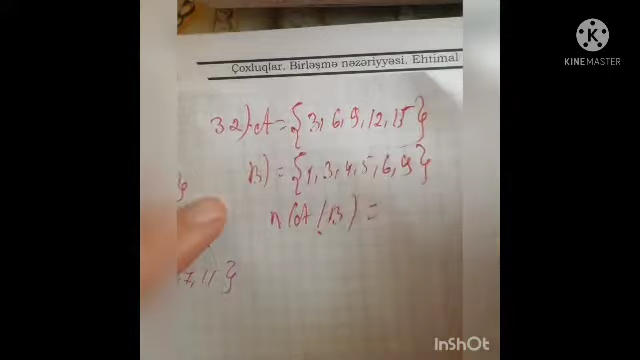 KINEMASTER
Çoxluqlar. Birləşmə nəzəriyyəsi. Ehtimal
32) A = {3, 6, 9, 12, 15}
B) = {1, 3, 4, 5, 6, 9}
n(A/B) =
7, 11}
InShOt